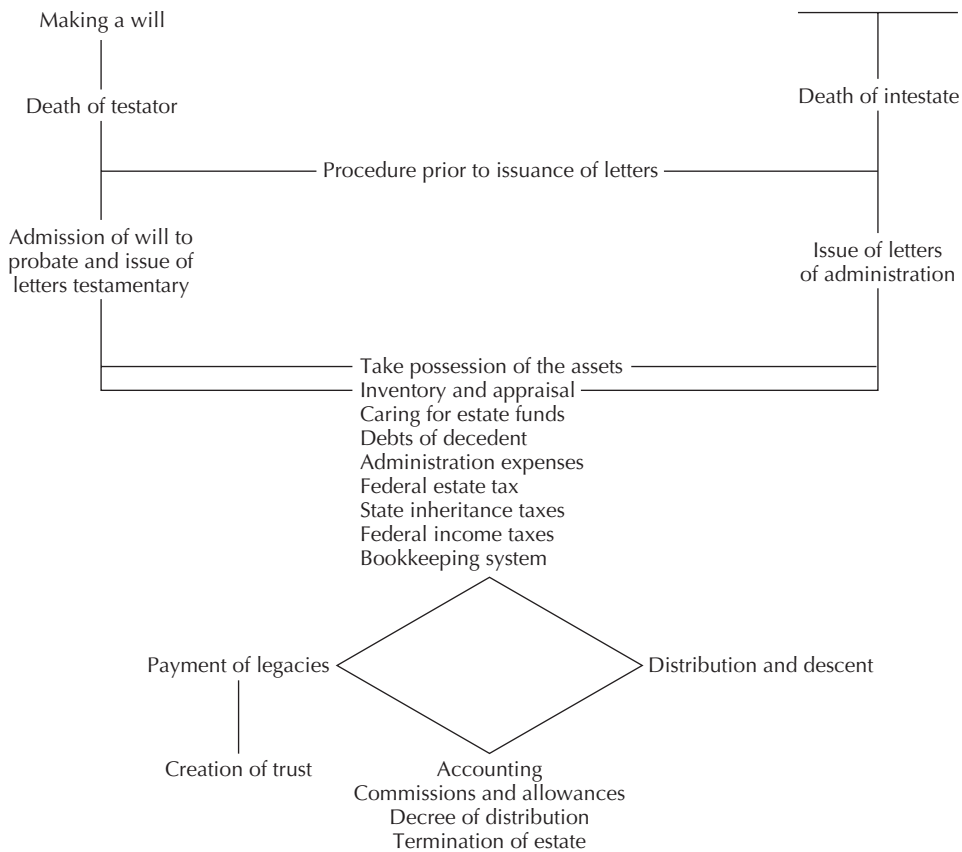 Making a will
Death of testator
Death of intestate
Procedure prior to issuance of letters
Admission of will to
probate and issue of
letters testamentary
Issue of letters
of administration
Take possession of the assets
Inventory and appraisal
Caring for estate funds
Debts of decedent
Administration expenses
Federal estate tax
State inheritance taxes
Federal income taxes
Bookkeeping system
Payment of legacies
Distribution and descent
Creation of trust
Accounting
Commissions and allowances
Decree of distribution
Termination of estate